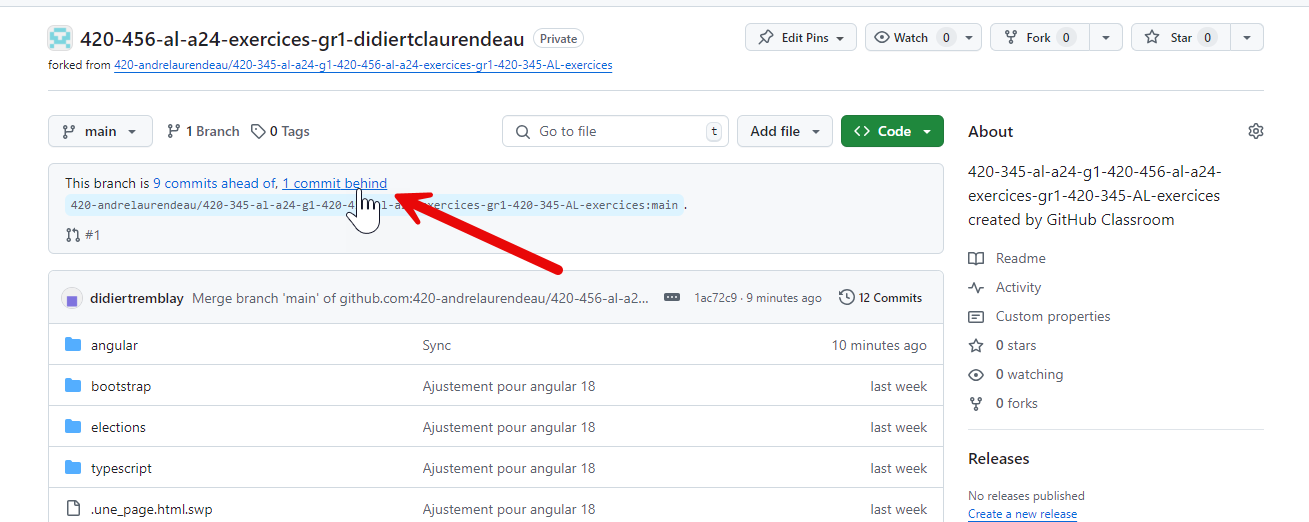 420-456-al-a24-exercices-gr1-didiertclaurendeau Private
Edit Pins Watch 0 Fork 0 Star 0
forked from 420-andrelaurendeau/420-345-al-a24-g1-420-456-al-a24-exercices-gr1-420-345-AL-exercices
main 1 Branch 0 Tags Go to file t Add file Code
This branch is 9 commits ahead of, 1 commit behind
420-andrelaurendeau/420-345-al-a24-g1-420-4 exercices-gr1-420-345-AL-exercices:main .
#1
didiertremblay Merge branch 'main' of github.com:420-andrelaurendeau/420-456-al-a2... 1ac72c9 · 9 minutes ago 12 Commits
angular Sync 10 minutes ago
bootstrap Ajustement pour angular 18 last week
elections Ajustement pour angular 18 last week
typescript Ajustement pour angular 18 last week
.une_page.html.swp Ajustement pour angular 18 last week
About
420-345-al-a24-g1-420-456-al-a24-
exercices-gr1-420-345-AL-exercices
created by GitHub Classroom
Readme
Activity
Custom properties
0 stars
0 watching
0 forks
Releases
No releases published
Create a new release